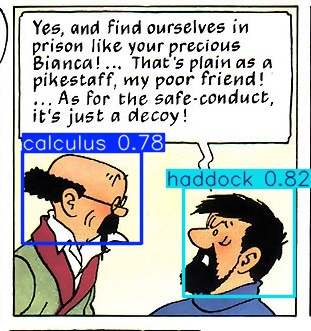 Yes, and find ourselves in
prison like your precious
Bianca!... That's plain as a
pikestaff, my poor friend!
... As for the safe-conduct,
it's just a decoy!
calculus 0.78
haddock 0.82